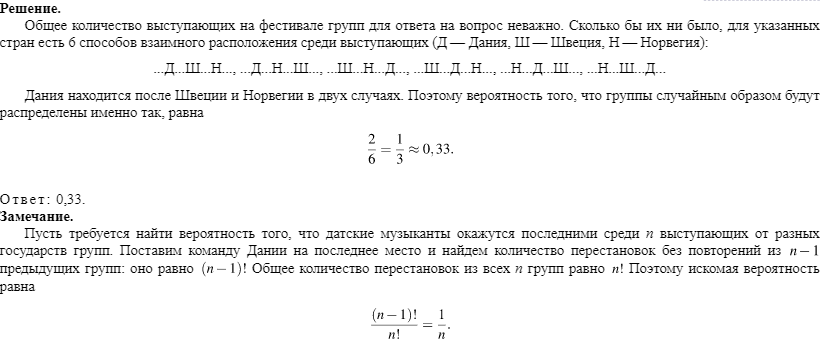 Решение.
Общее количество выступающих на фестивале групп для ответа на вопрос неважно. Сколько бы их ни было, для указанных
стран есть 6 способов взаимного расположения среди выступающих (Д — Дания, Ш — Швеция, Н — Норвегия):
...Д...Ш...Н..., ...Д...Н...Ш..., ...Ш...Н...Д..., ...Ш...Д...Н..., ...Н...Д...Ш..., ...Н...Ш...Д...
Дания находится после Швеции и Норвегии в двух случаях. Поэтому вероятность того, что группы случайным образом будут
распределены именно так, равна
2/6 = 1/3 ≈ 0,33.
Ответ: 0,33.
Замечание.
Пусть требуется найти вероятность того, что датские музыканты окажутся последними среди n выступающих от разных
государств групп. Поставим команду Дании на последнее место и найдем количество перестановок без повторений из n − 1
предыдущих групп: оно равно (n − 1)! Общее количество перестановок из всех n групп равно n! Поэтому искомая вероятность
равна
(n − 1)!/n! = 1/n.